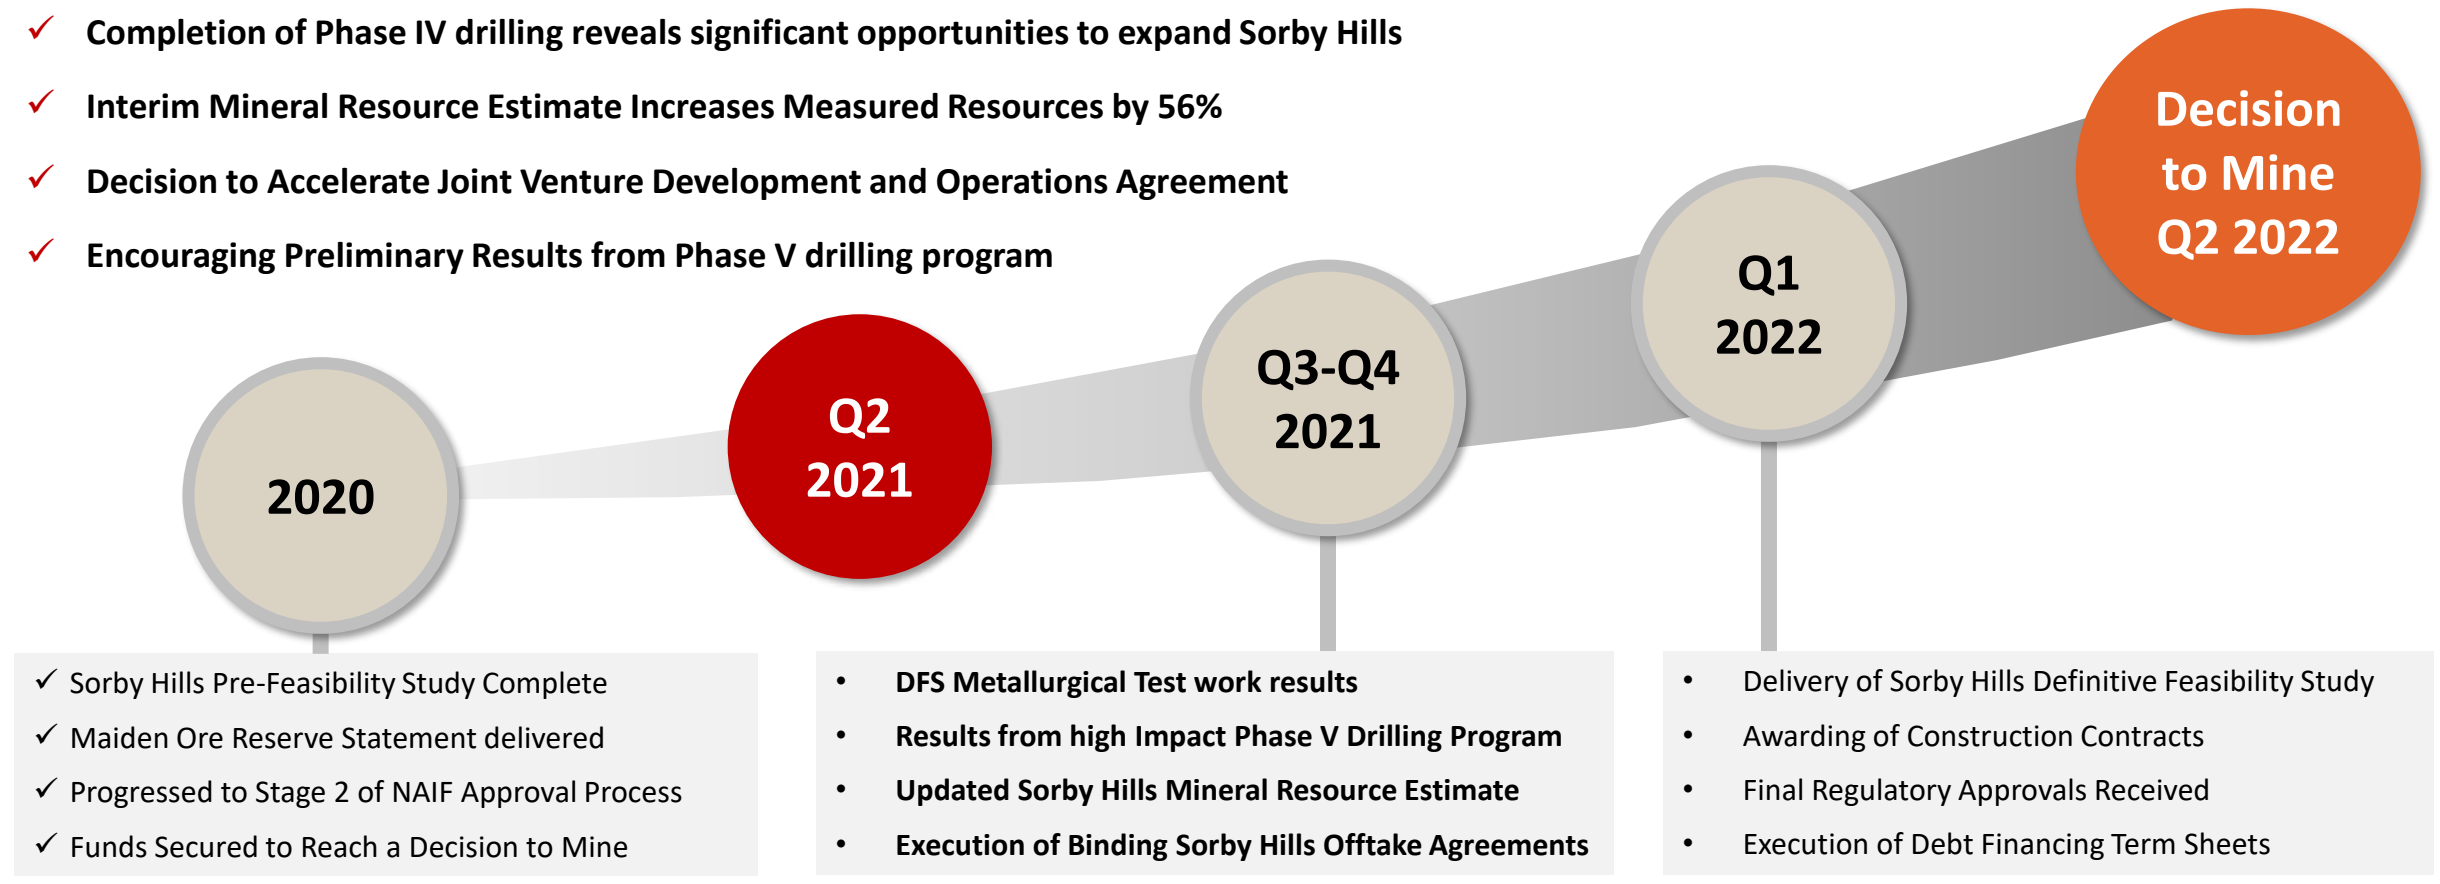 ✓ Completion of Phase IV drilling reveals significant opportunities to expand Sorby Hills
✓ Interim Mineral Resource Estimate Increases Measured Resources by 56%
✓ Decision to Accelerate Joint Venture Development and Operations Agreement
✓ Encouraging Preliminary Results from Phase V drilling program
2020
Q2
2021
Q3-Q4
2021
Q1
2022
Decision
to Mine
Q2 2022
✓ Sorby Hills Pre-Feasibility Study Complete
✓ Maiden Ore Reserve Statement delivered
✓ Progressed to Stage 2 of NAIF Approval Process
✓ Funds Secured to Reach a Decision to Mine
• DFS Metallurgical Test work results
• Results from high Impact Phase V Drilling Program
• Updated Sorby Hills Mineral Resource Estimate
• Execution of Binding Sorby Hills Offtake Agreements
• Delivery of Sorby Hills Definitive Feasibility Study
• Awarding of Construction Contracts
• Final Regulatory Approvals Received
• Execution of Debt Financing Term Sheets